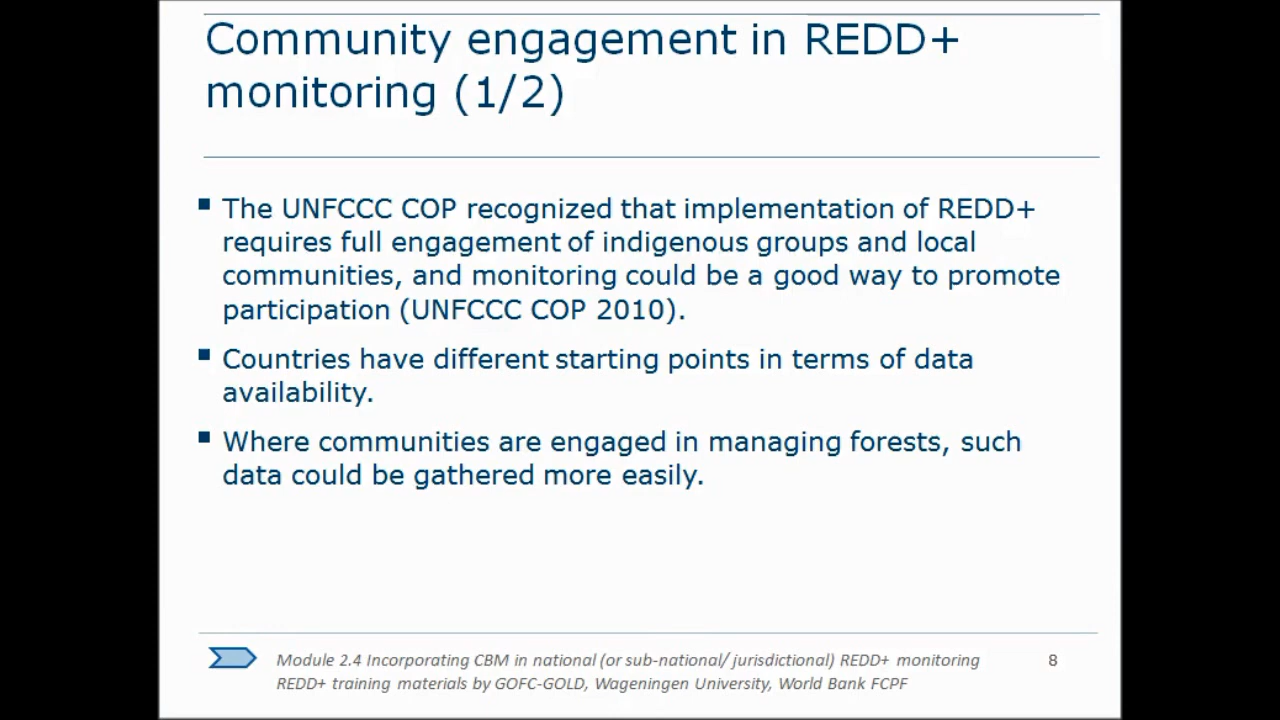 Community engagement in REDD+
monitoring (1/2)
The UNFCCC COP recognized that implementation of REDD+
requires full engagement of indigenous groups and local
communities, and monitoring could be a good way to promote
participation (UNFCCC COP 2010).
Countries have different starting points in terms of data
availability.
Where communities are engaged in managing forests, such
data could be gathered more easily.
Module 2.4 Incorporating CBM in national (or sub-national/ jurisdictional) REDD+ monitoring
REDD+ training materials by GOFC-GOLD, Wageningen University, World Bank FCPF
8